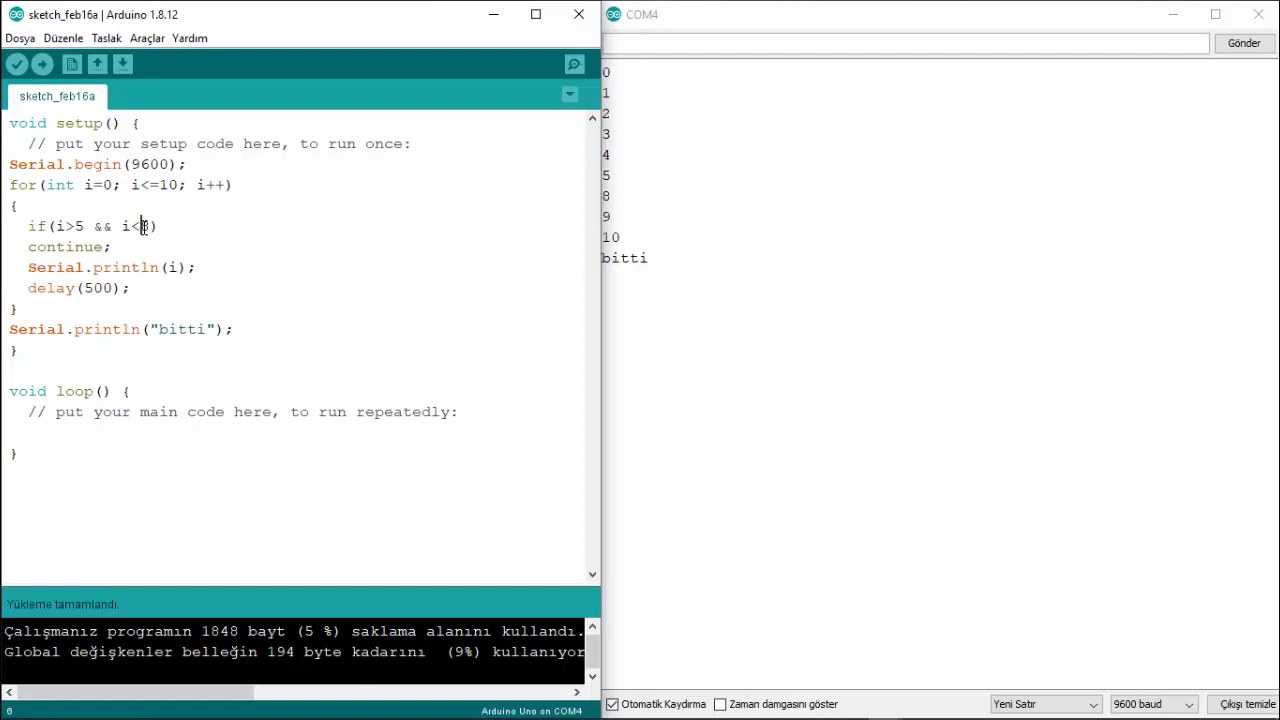 sketch_feb16a | Arduino 1.8.12
Dosya Düzenle Taslak Araçlar Yardım
sketch_feb16a
void setup() {
// put your setup code here, to run once:
Serial.begin(9600);
for(int i=0; i<=10; i++)
{
if(i>5 && i< )
continue;
Serial.println(i);
delay(500);
}
Serial.println("bitti");
}
void loop() {
// put your main code here, to run repeatedly:
}
Yükleme tamamlandı.
Çalışmanız programın 1848 bayt (5 %) saklama alanını kullandı.
Global değişkenler belleğin 194 byte kadarını (9%) kullanıyor
6
Arduino Uno on COM4
COM4
Gönder
0
1
2
3
4
5
8
9
10
bitti
Otomatik Kaydırma Zaman damgasını göster Yeni Satır 9600 baud Çıkışı temizle